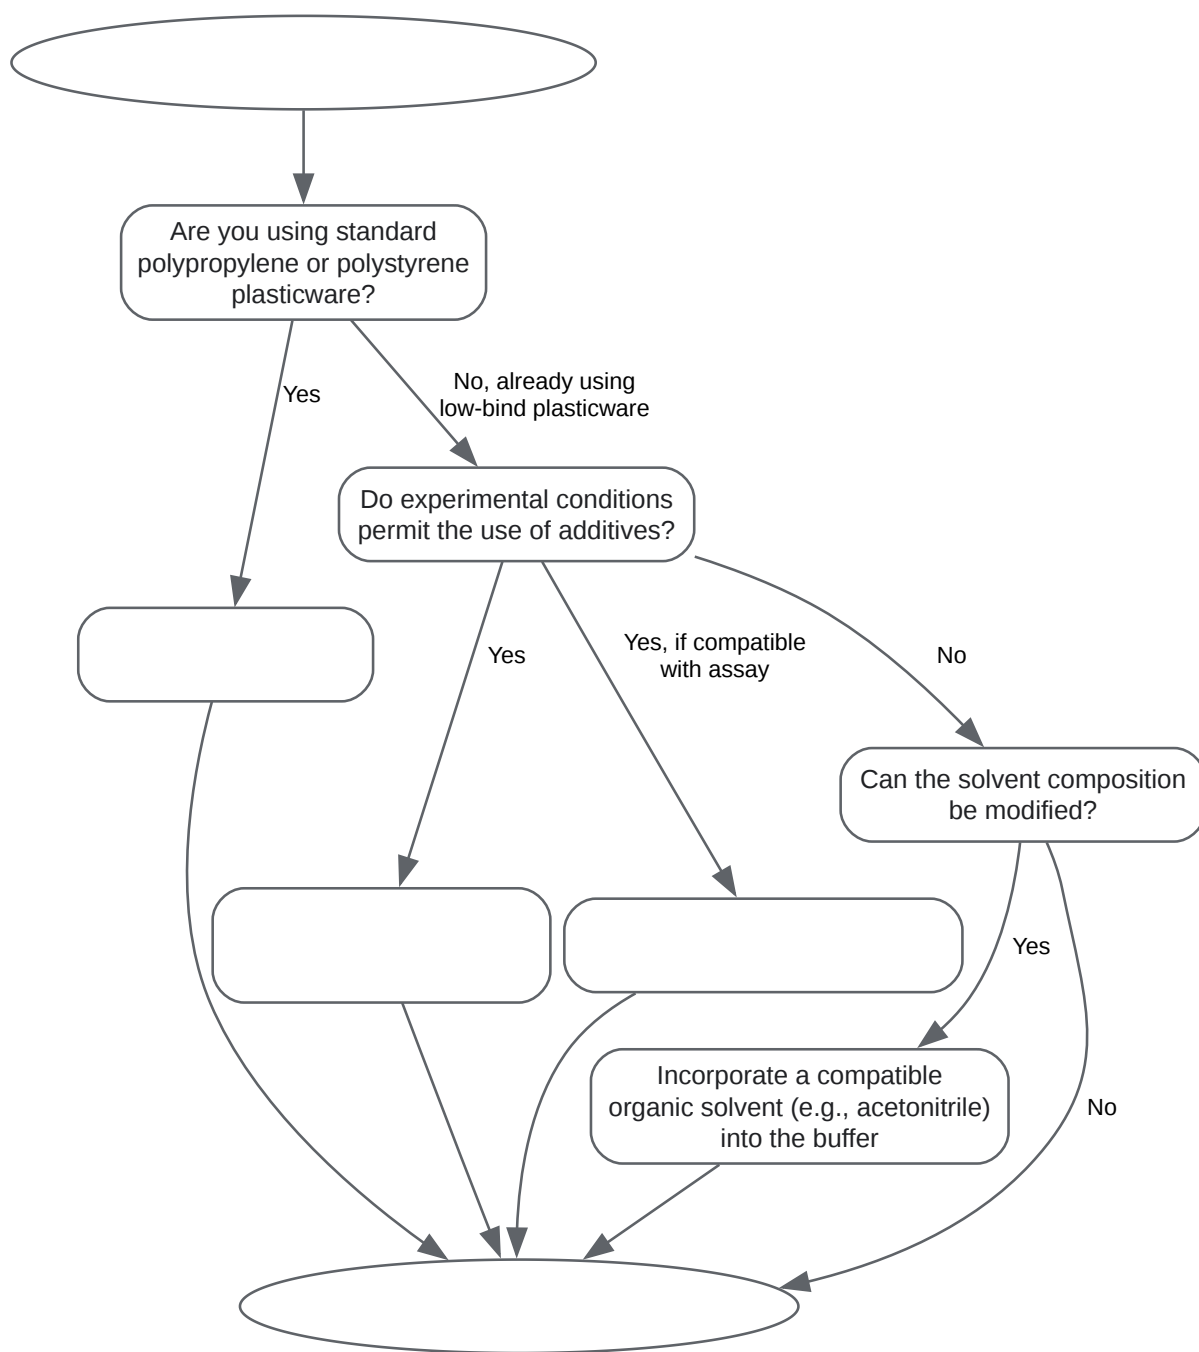 Are you using standard
polypropylene or polystyrene
plasticware?
Yes
No, already using
low-bind plasticware
Do experimental conditions
permit the use of additives?
Yes
Yes, if compatible
with assay
No
Can the solvent composition
be modified?
Yes
Incorporate a compatible
organic solvent (e.g., acetonitrile)
into the buffer
No